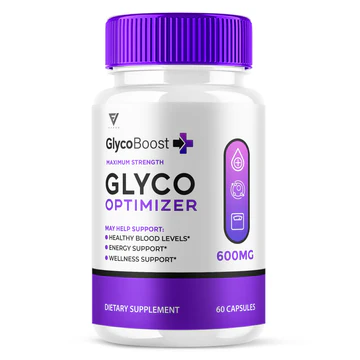 GlycoBoost
MAXIMUM STRENGTH
GLYCO
OPTIMIZER
MAY HELP SUPPORT:
HEALTHY BLOOD LEVELS*
ENERGY SUPPORT*
WELLNESS SUPPORT*
600MG
DIETARY SUPPLEMENT
60 CAPSULES